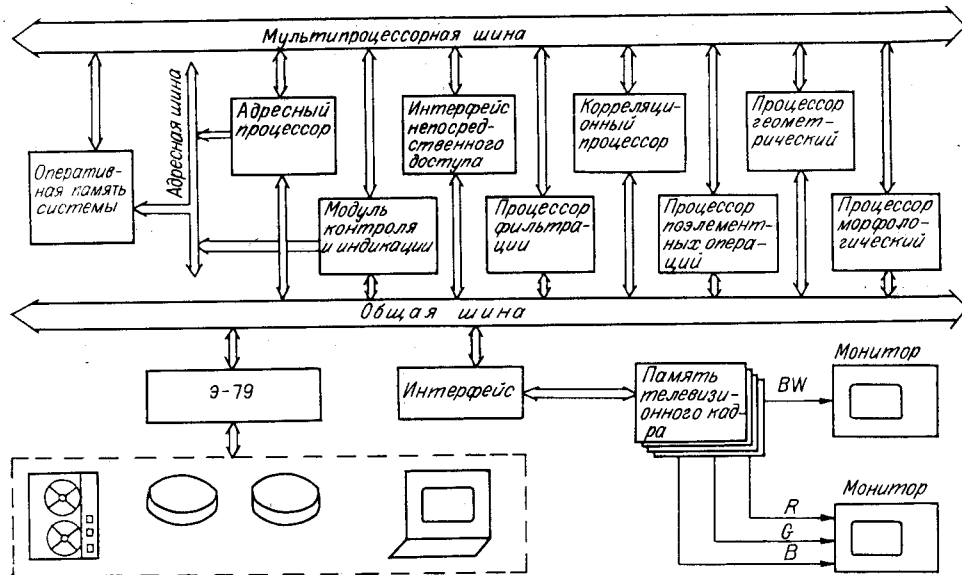 Мультипроцессорная шина
Адресная шина
Оператив-
ная память
системы
Адресный
процессор
Интерфейс
непосред-
ственного
доступа
Корреляци-
онный
процессор
Процессор
геомет-
рический
Модуль
контроля
и индикации
Процессор
фильтра-
ции
Процессор
поэлемент-
ных опера-
ций
Процессор
морфоло-
гический
Общая шина
Э-79
Интерфейс
Память
телевизи-
онного кад-
ра
BW
Монитор
R
G
B
Монитор